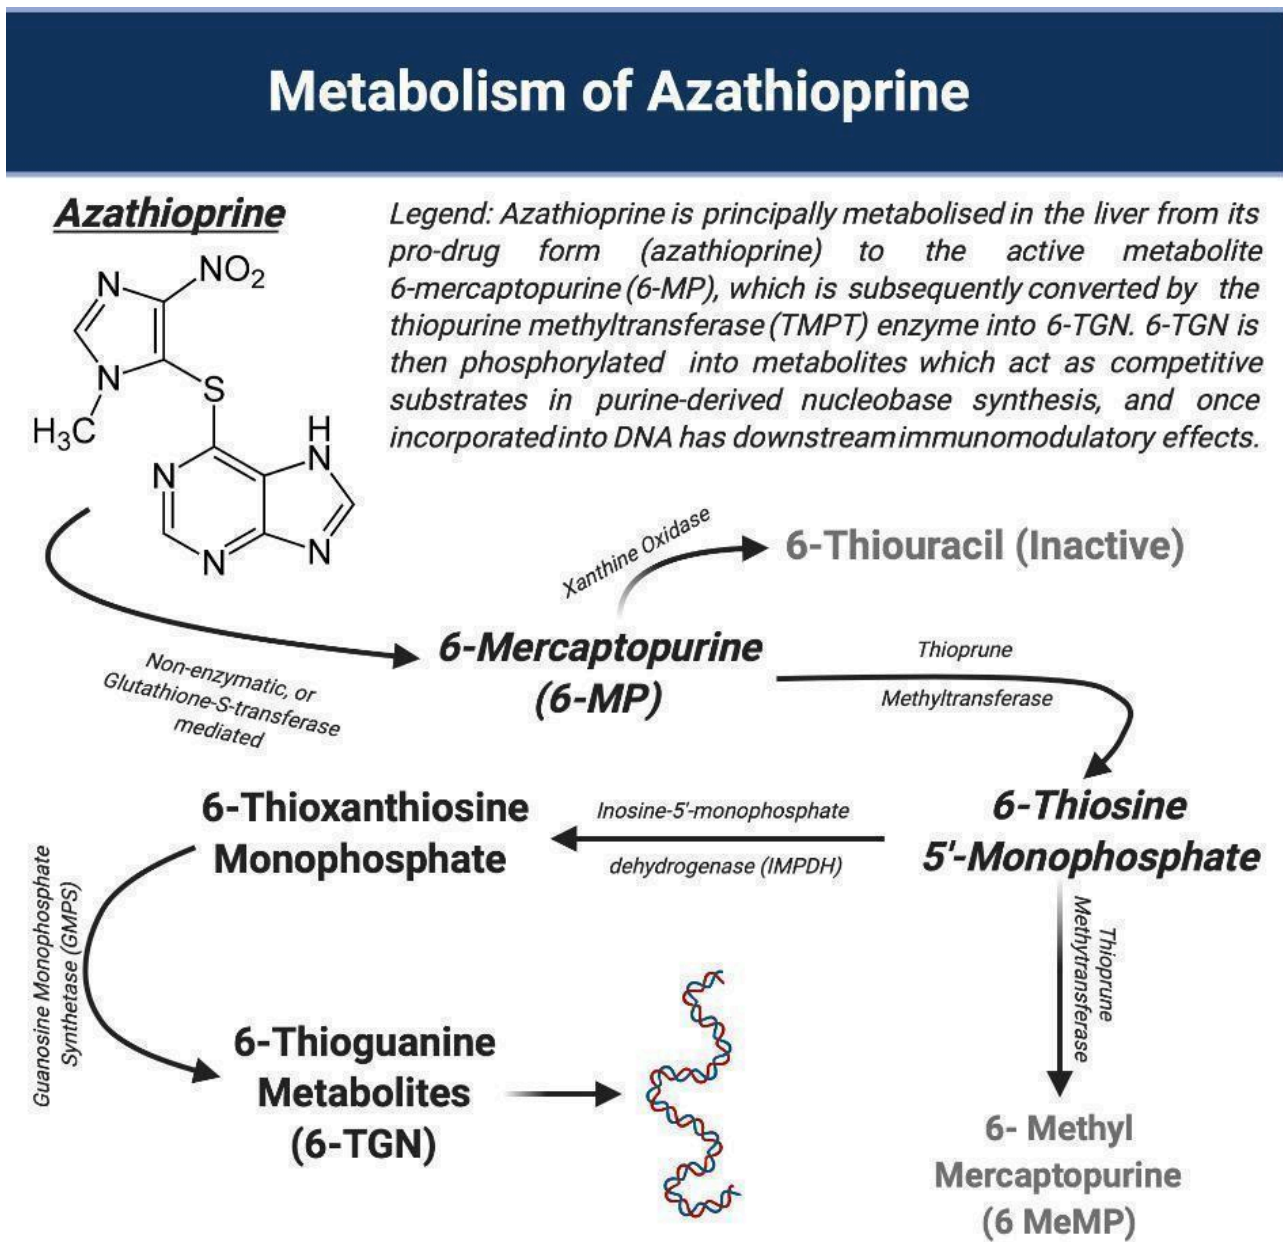 Metabolism of Azathioprine
Azathioprine
Legend: Azathioprine is principally metabolised in the liver from its
pro-drug form (azathioprine) to the active metabolite
6-mercaptopurine (6-MP), which is subsequently converted by the
thiopurine methyltransferase (TMPT) enzyme into 6-TGN. 6-TGN is
then phosphorylated into metabolites which act as competitive
substrates in purine-derived nucleobase synthesis, and once
incorporated into DNA has downstream immunomodulatory effects.
N
NO2
N
S
H3C
H
N
N
N
N
Xanthine Oxidase
6-Thiouracil (Inactive)
Non-enzymatic, or
Glutathione-S-transferase
mediated
6-Mercaptopurine
(6-MP)
Thioprune
Methyltransferase
6-Thiosine
5'-Monophosphate
Inosine-5'-monophosphate
dehydrogenase (IMPDH)
6-Thioxanthiosine
Monophosphate
Guanosine Monophosphate
Synthetase (GMPS)
Thioprune
Methytransferase
6-Thioguanine
Metabolites
(6-TGN)
6- Methyl
Mercaptopurine
(6 MeMP)